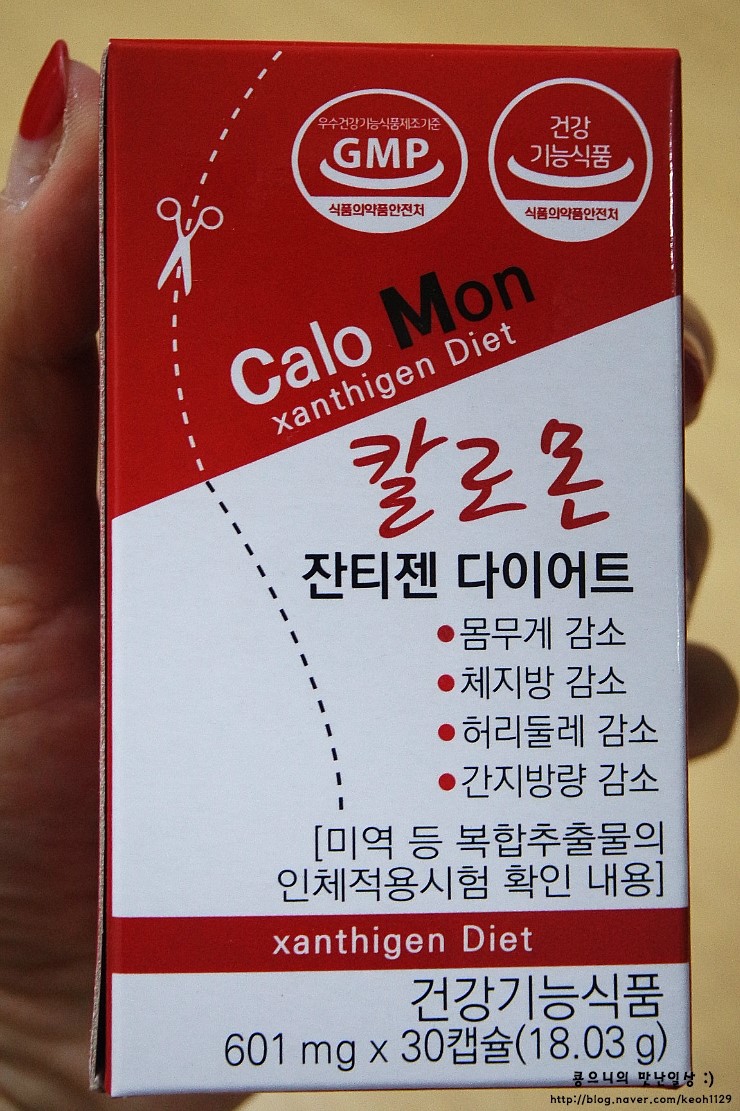 우수건강기능식품제조기준
GMP
식품의약품안전처
건강
기능식품
식품의약품안전처
Calo Mon
xanthigen Diet
칼로몬
잔티젠 다이어트
●몸무게 감소
●체지방 감소
●허리둘레 감소
●간지방량 감소
[미역 등 복합추출물의
인체적용시험 확인 내용]
xanthigen Diet
건강기능식품
601 mg x 30캡슐(18.03 g)
콩으니의 맛난일상 :)
http://blog.naver.com/keoh1129